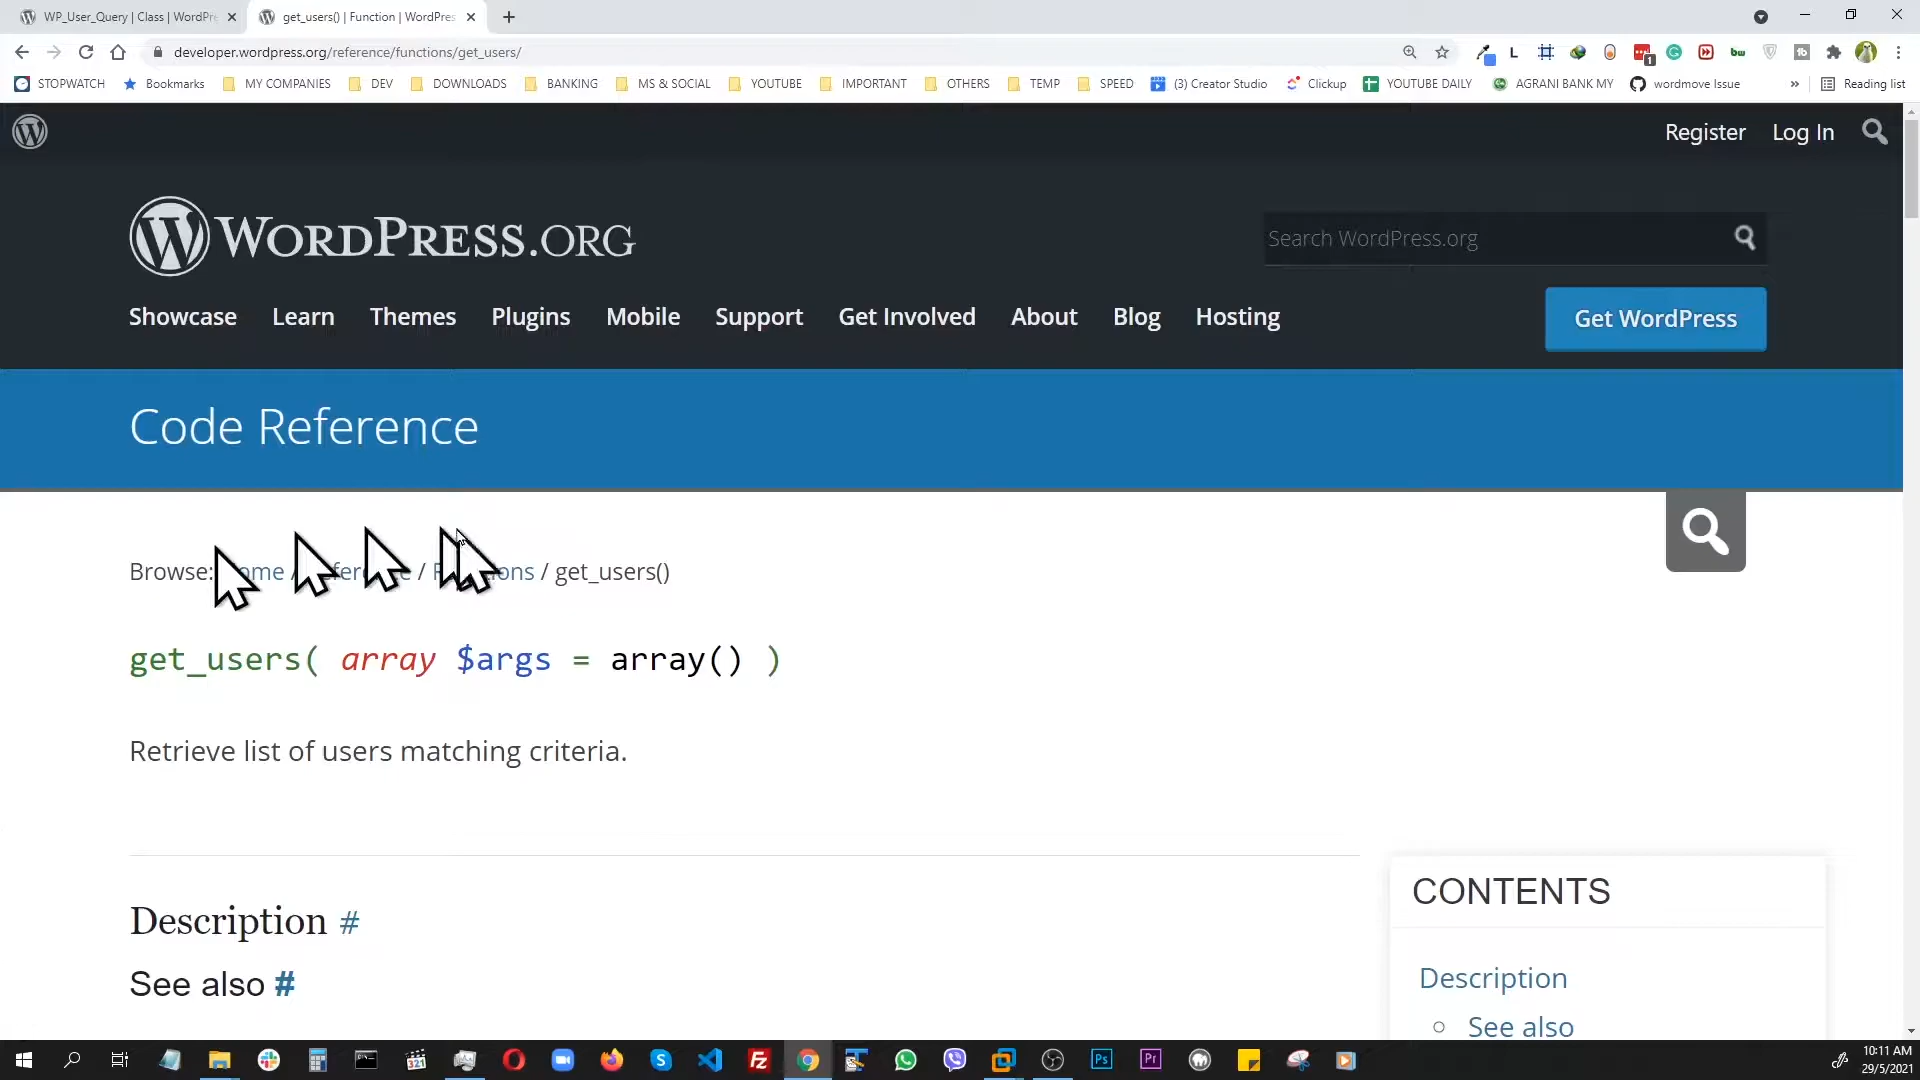 WP_User_Query | Class | WordPre
get_users() | Function | WordPres
developer.wordpress.org/reference/functions/get_users/
STOPWATCH Bookmarks MY COMPANIES DEV DOWNLOADS BANKING MS & SOCIAL YOUTUBE IMPORTANT OTHERS TEMP SPEED (3) Creator Studio Clickup YOUTUBE DAILY AGRANI BANK MY wordmove Issue » Reading list
Register Log In
WORDPRESS.ORG
Search WordPress.org
Showcase Learn Themes Plugins Mobile Support Get Involved About Blog Hosting
Get WordPress
Code Reference
Browse: / / / get_users()
get_users( array $args = array() )
Retrieve list of users matching criteria.
Description #
See also #
CONTENTS
Description
See also
10:11 AM
29/5/2021